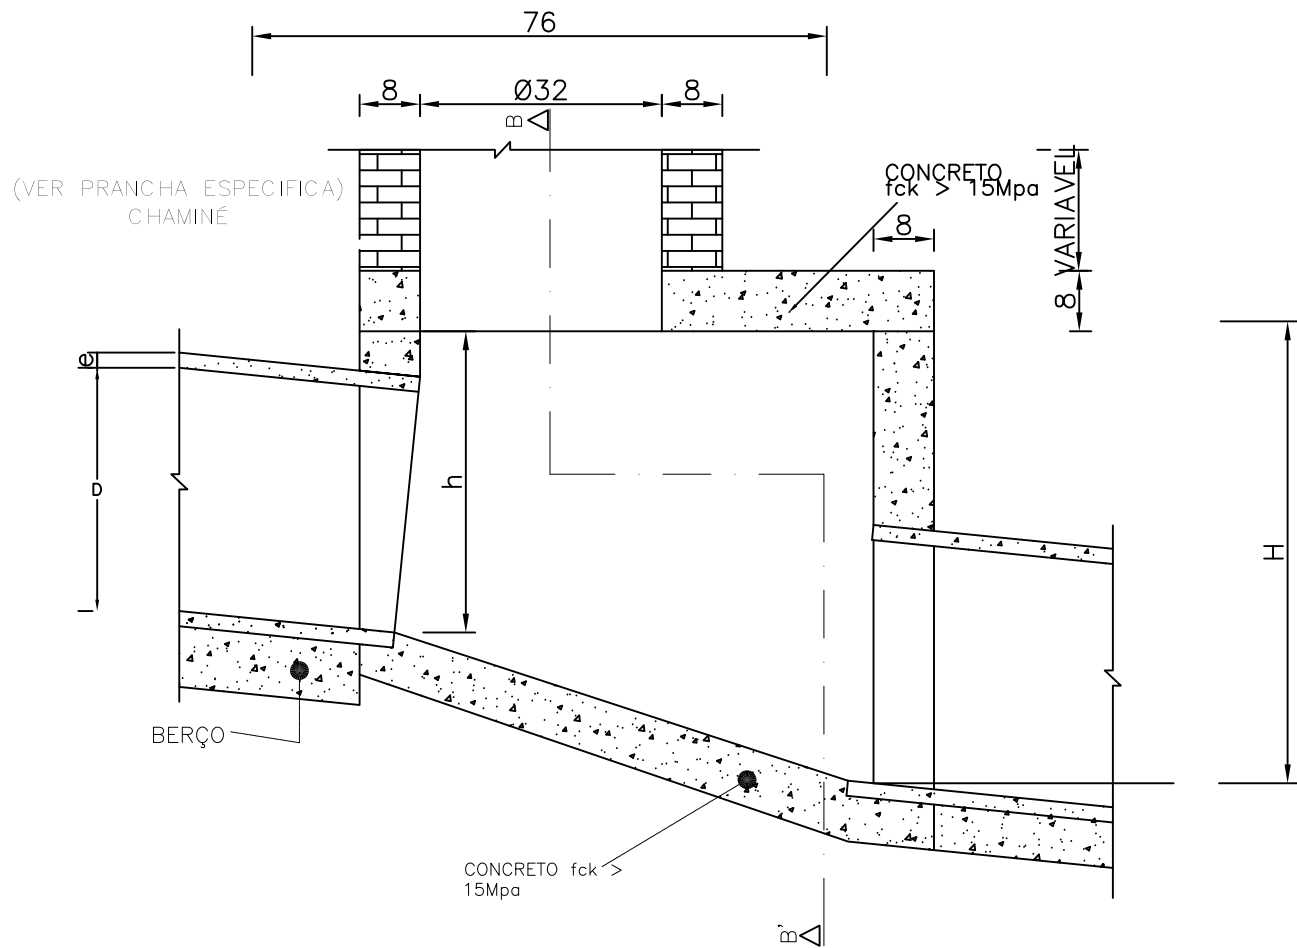 76
8
Ø32
8
B
(VER PRANCHA ESPECIFICA)
CHAMINÉ
CONCRETO
fck > 15Mpa
8
VARIAVEL
8
e
D
h
H
BERÇO
CONCRETO fck >
15Mpa
B'